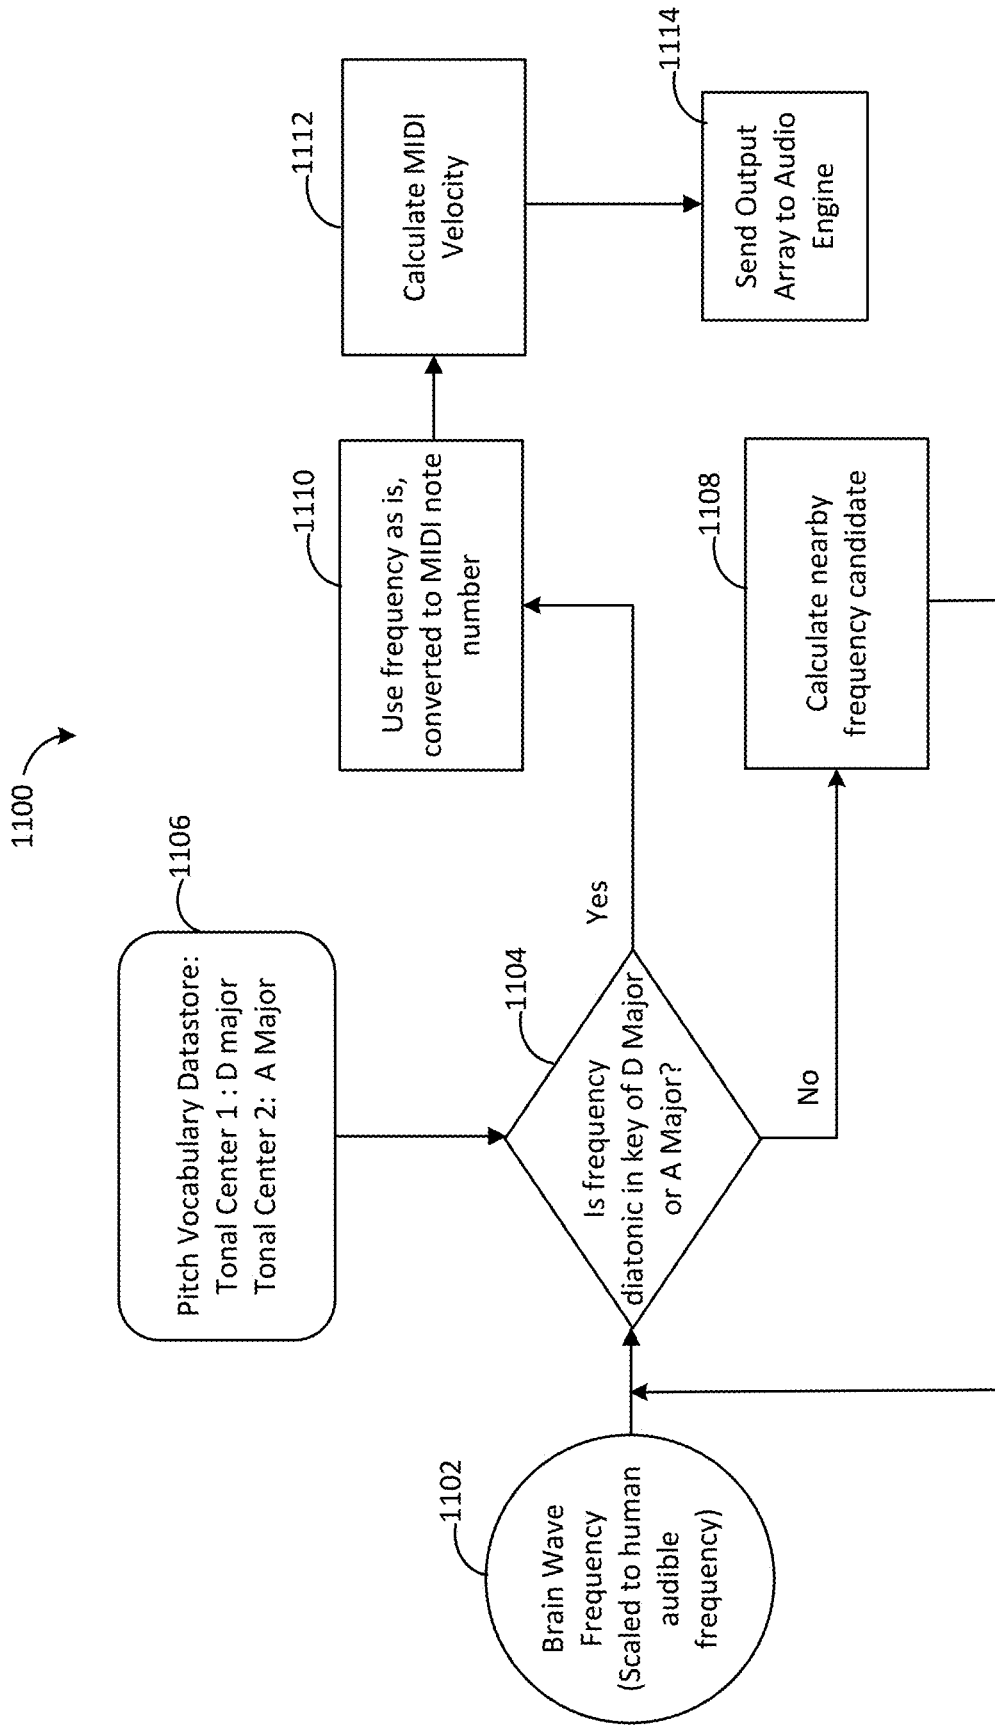 1100
1106
Pitch Vocabulary Datastore:
Tonal Center 1 : D major
Tonal Center 2: A Major
1102
Brain Wave
Frequency
(Scaled to human
audible
frequency)
1104
Is frequency
diatonic in key of D Major
or A Major?
Yes
No
1110
Use frequency as is,
converted to MIDI note
number
1108
Calculate nearby
frequency candidate
1112
Calculate MIDI
Velocity
1114
Send Output
Array to Audio
Engine